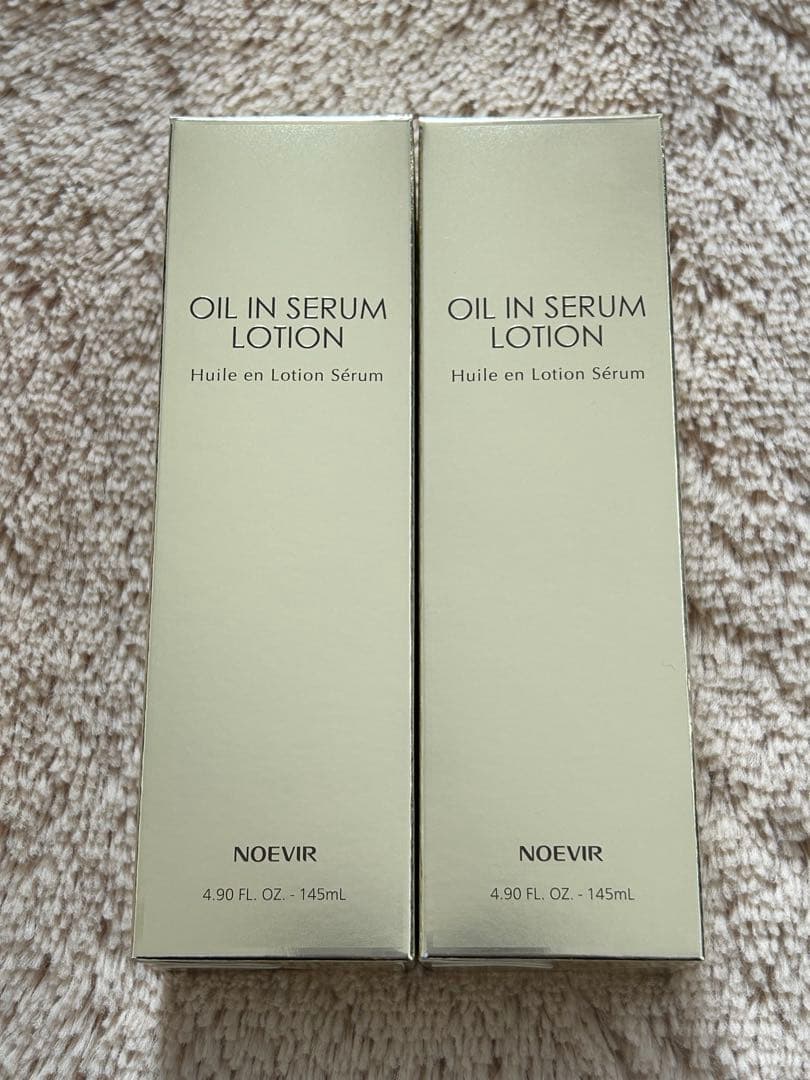 OIL IN SERUM
LOTION
Huile en Lotion Sérum
NOEVIR
4.90 FL. OZ. - 145mL
OIL IN SERUM
LOTION
Huile en Lotion Sérum
NOEVIR
4.90 FL. OZ. - 145mL